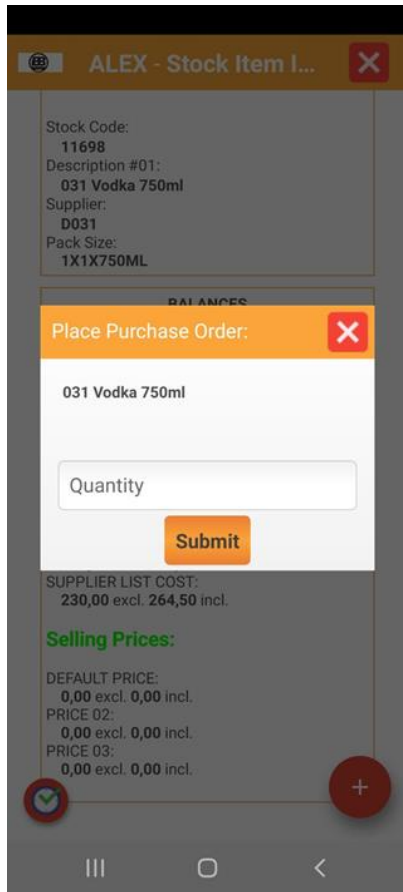 ALEX - Stock Item I...
Stock Code:
11698
Description #01:
031 Vodka 750ml
Supplier:
D031
Pack Size:
1X1X750ML
BALANCES
Place Purchase Order:
031 Vodka 750ml
Quantity
Submit
SUPPLIER LIST COST:
230,00 excl. 264,50 incl.
Selling Prices:
DEFAULT PRICE:
0,00 excl. 0,00 incl.
PRICE 02:
0,00 excl. 0,00 incl.
PRICE 03:
0,00 excl. 0,00 incl.